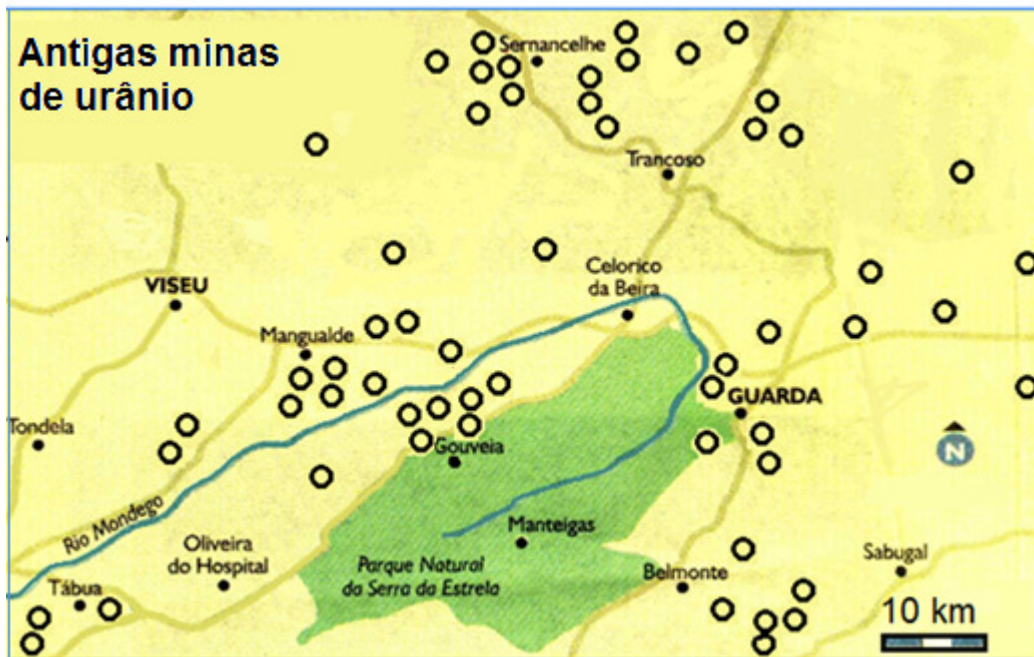 Antigas minas
de urânio
Sernancelhe
Trancoso
VISEU
Celorico
da Beira
Mangualde
GUARDA
Tondela
Gouveia
N
Rio Mondego
Oliveira
do Hospital
Manteigas
Parque Natural
da Serra da Estrela
Belmonte
Sabugal
Tábua
10 km